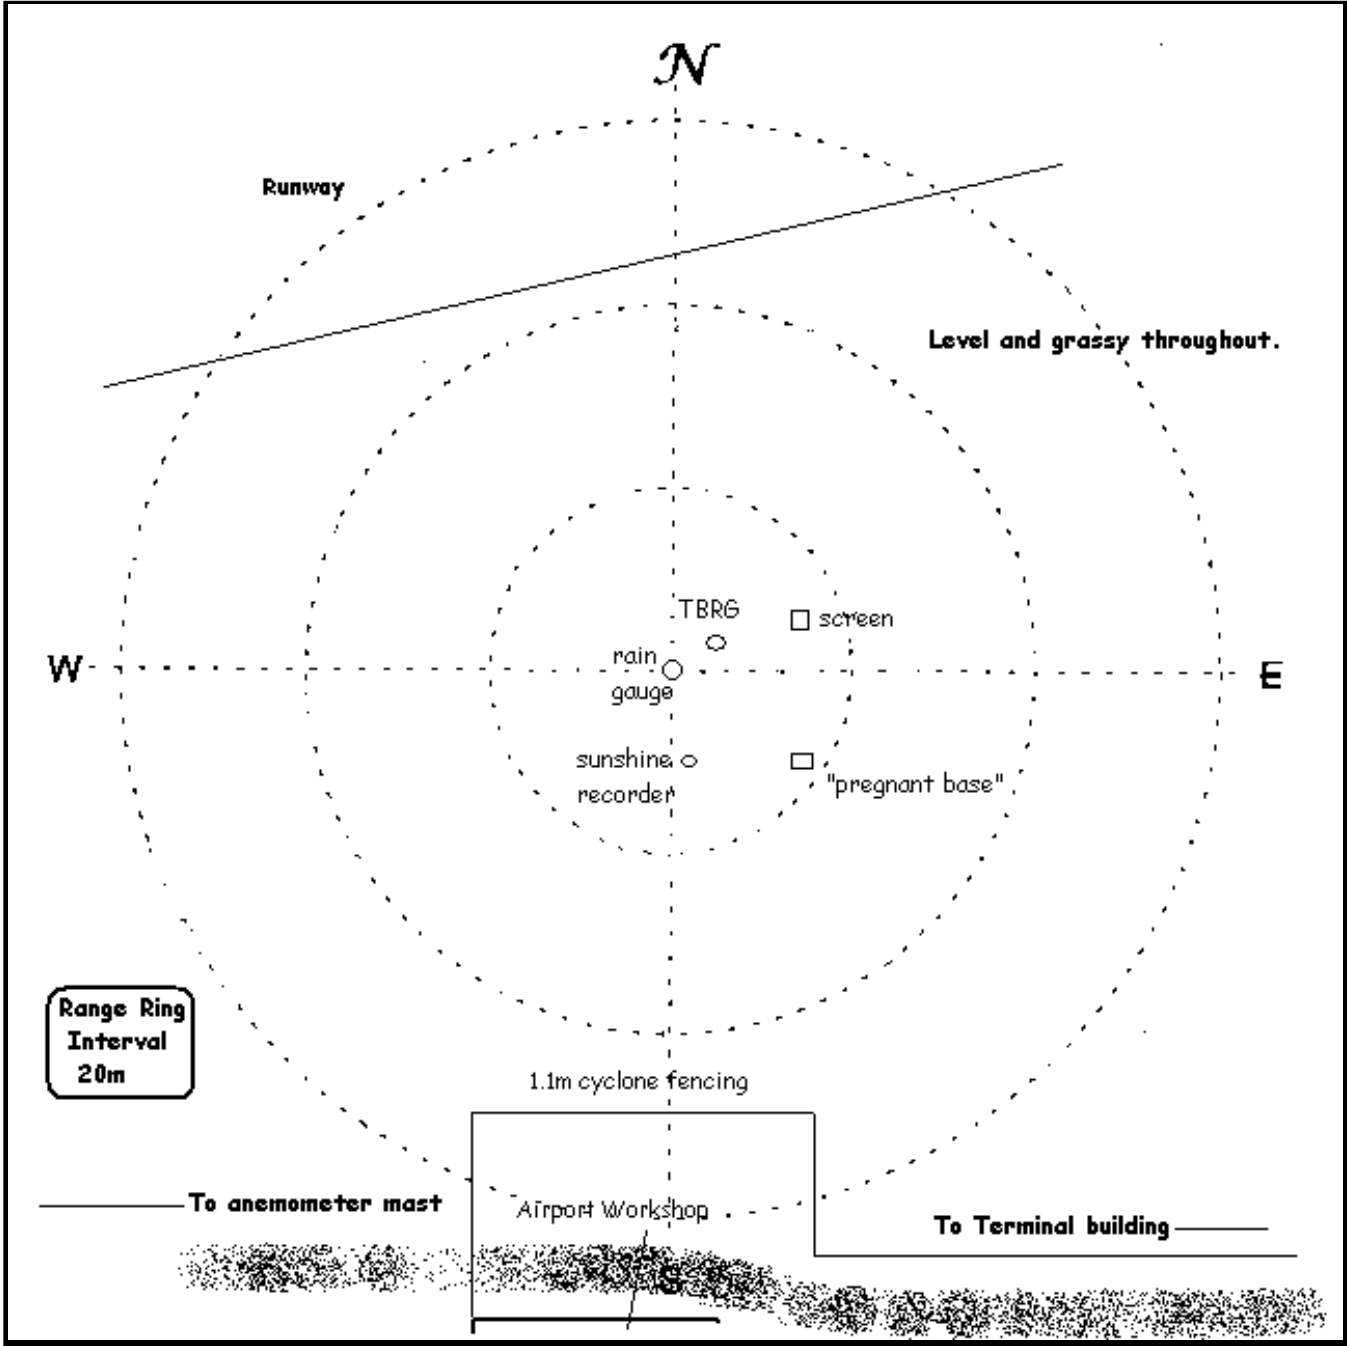 N
Runway
Level and grassy throughout.
TBRG
screen
rain
gauge
W
E
sunshine
recorder
"pregnant base"
Range Ring
Interval
20m
1.1m cyclone fencing
To anemometer mast
Airport Workshop
To Terminal building
S